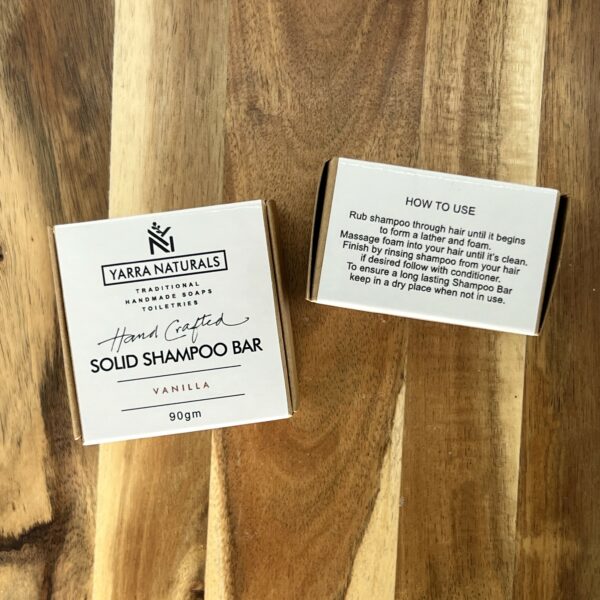 YARRA NATURALS
TRADITIONAL
HANDMADE SOAPS
TOILETRIES
Hand Crafted
SOLID SHAMPOO BAR
VANILLA
90gm
HOW TO USE
Rub shampoo through hair until it begins
to form a lather and foam.
Massage foam into your hair until it's clean.
Finish by rinsing shampoo from your hair
if desired follow with conditioner.
To ensure a long lasting Shampoo Bar
keep in a dry place when not in use.